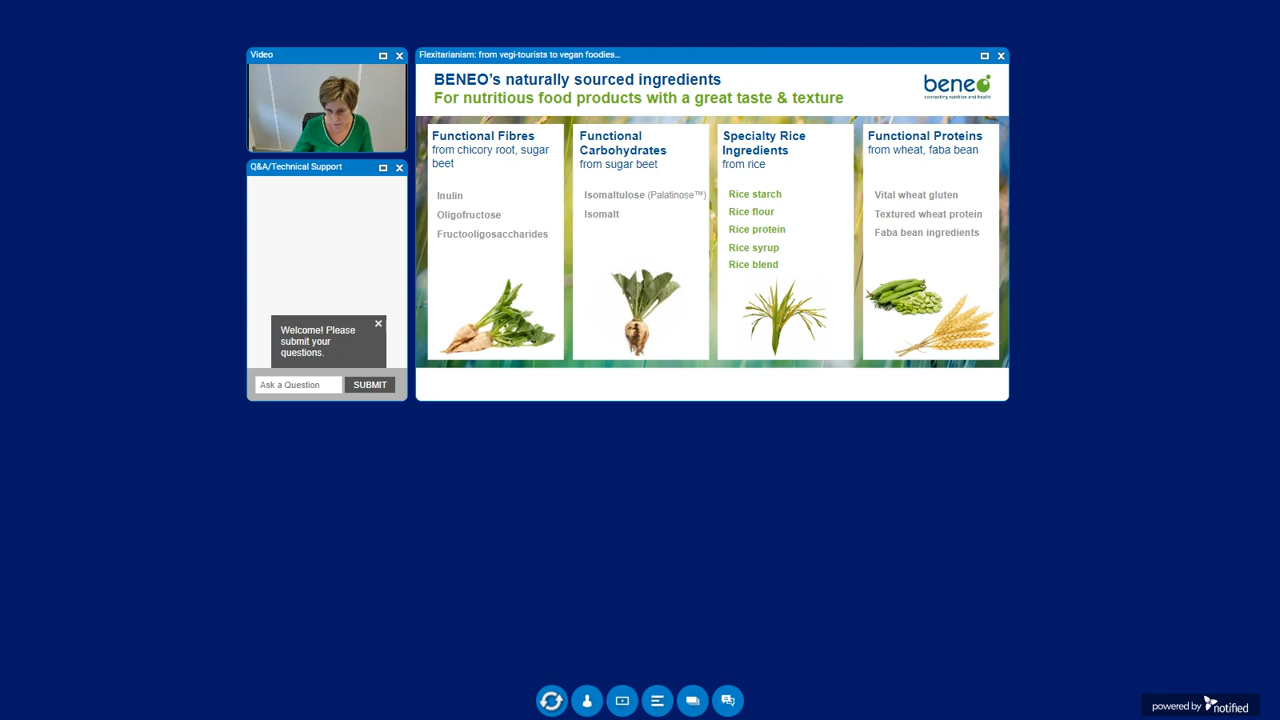 Video
Flexitarianism: from vegi-tourists to vegan foodies...
BENEO's naturally sourced ingredients
For nutritious food products with a great taste & texture
beneo
connecting nutrition and health
Functional Fibres
from chicory root, sugar
beet
Inulin
Oligofructose
Fructooligosaccharides
Functional
Carbohydrates
from sugar beet
Isomaltulose (Palatinose™)
Isomalt
Specialty Rice
Ingredients
from rice
Rice starch
Rice flour
Rice protein
Rice syrup
Rice blend
Functional Proteins
from wheat, faba bean
Vital wheat gluten
Textured wheat protein
Faba bean ingredients
Q&A/Technical Support
Welcome! Please
submit your
questions.
Ask a Question
SUBMIT
powered by notified